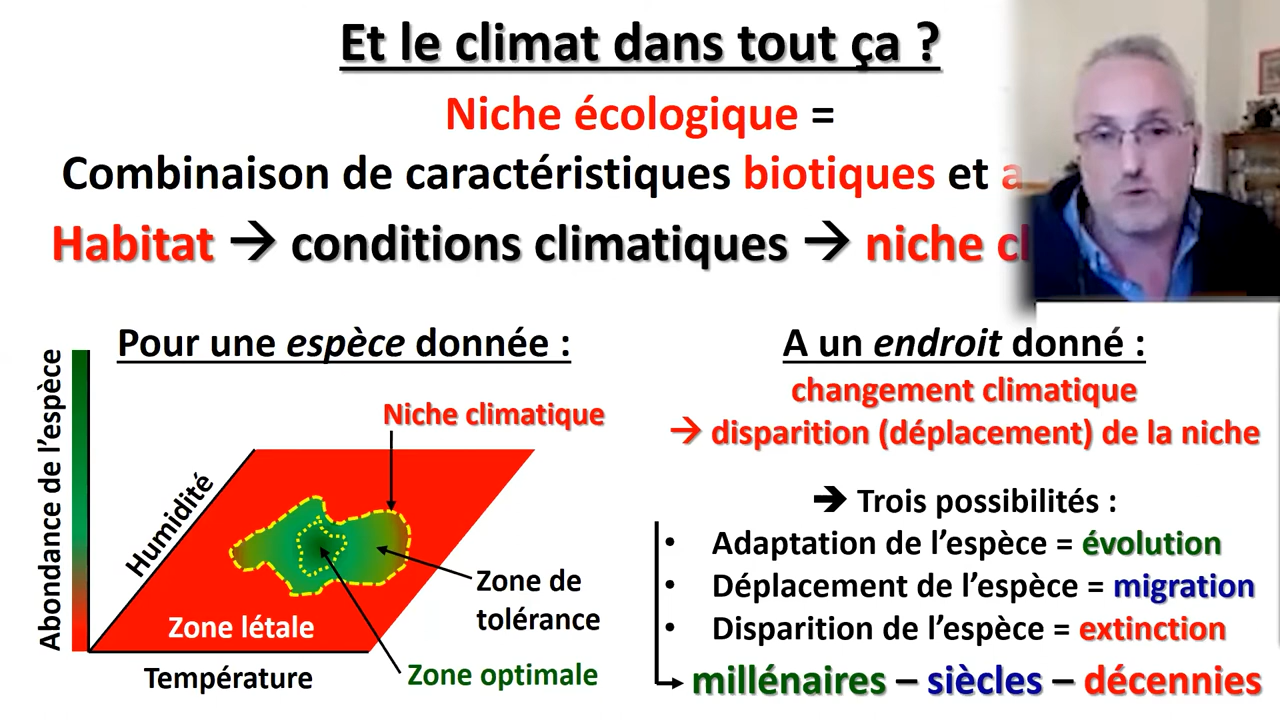 Et le climat dans tout ça ?
Niche écologique =
Combinaison de caractéristiques biotiques et
Habitat → conditions climatiques → niche
Pour une espèce donnée :
Abondance de l'espèce
Humidité
Niche climatique
Zone de
tolérance
Zone létale
Zone optimale
Température
A un endroit donné :
changement climatique
→ disparition (déplacement) de la niche
→ Trois possibilités :
• Adaptation de l'espèce = évolution
• Déplacement de l'espèce = migration
• Disparition de l'espèce = extinction
millénaires – siècles – décennies